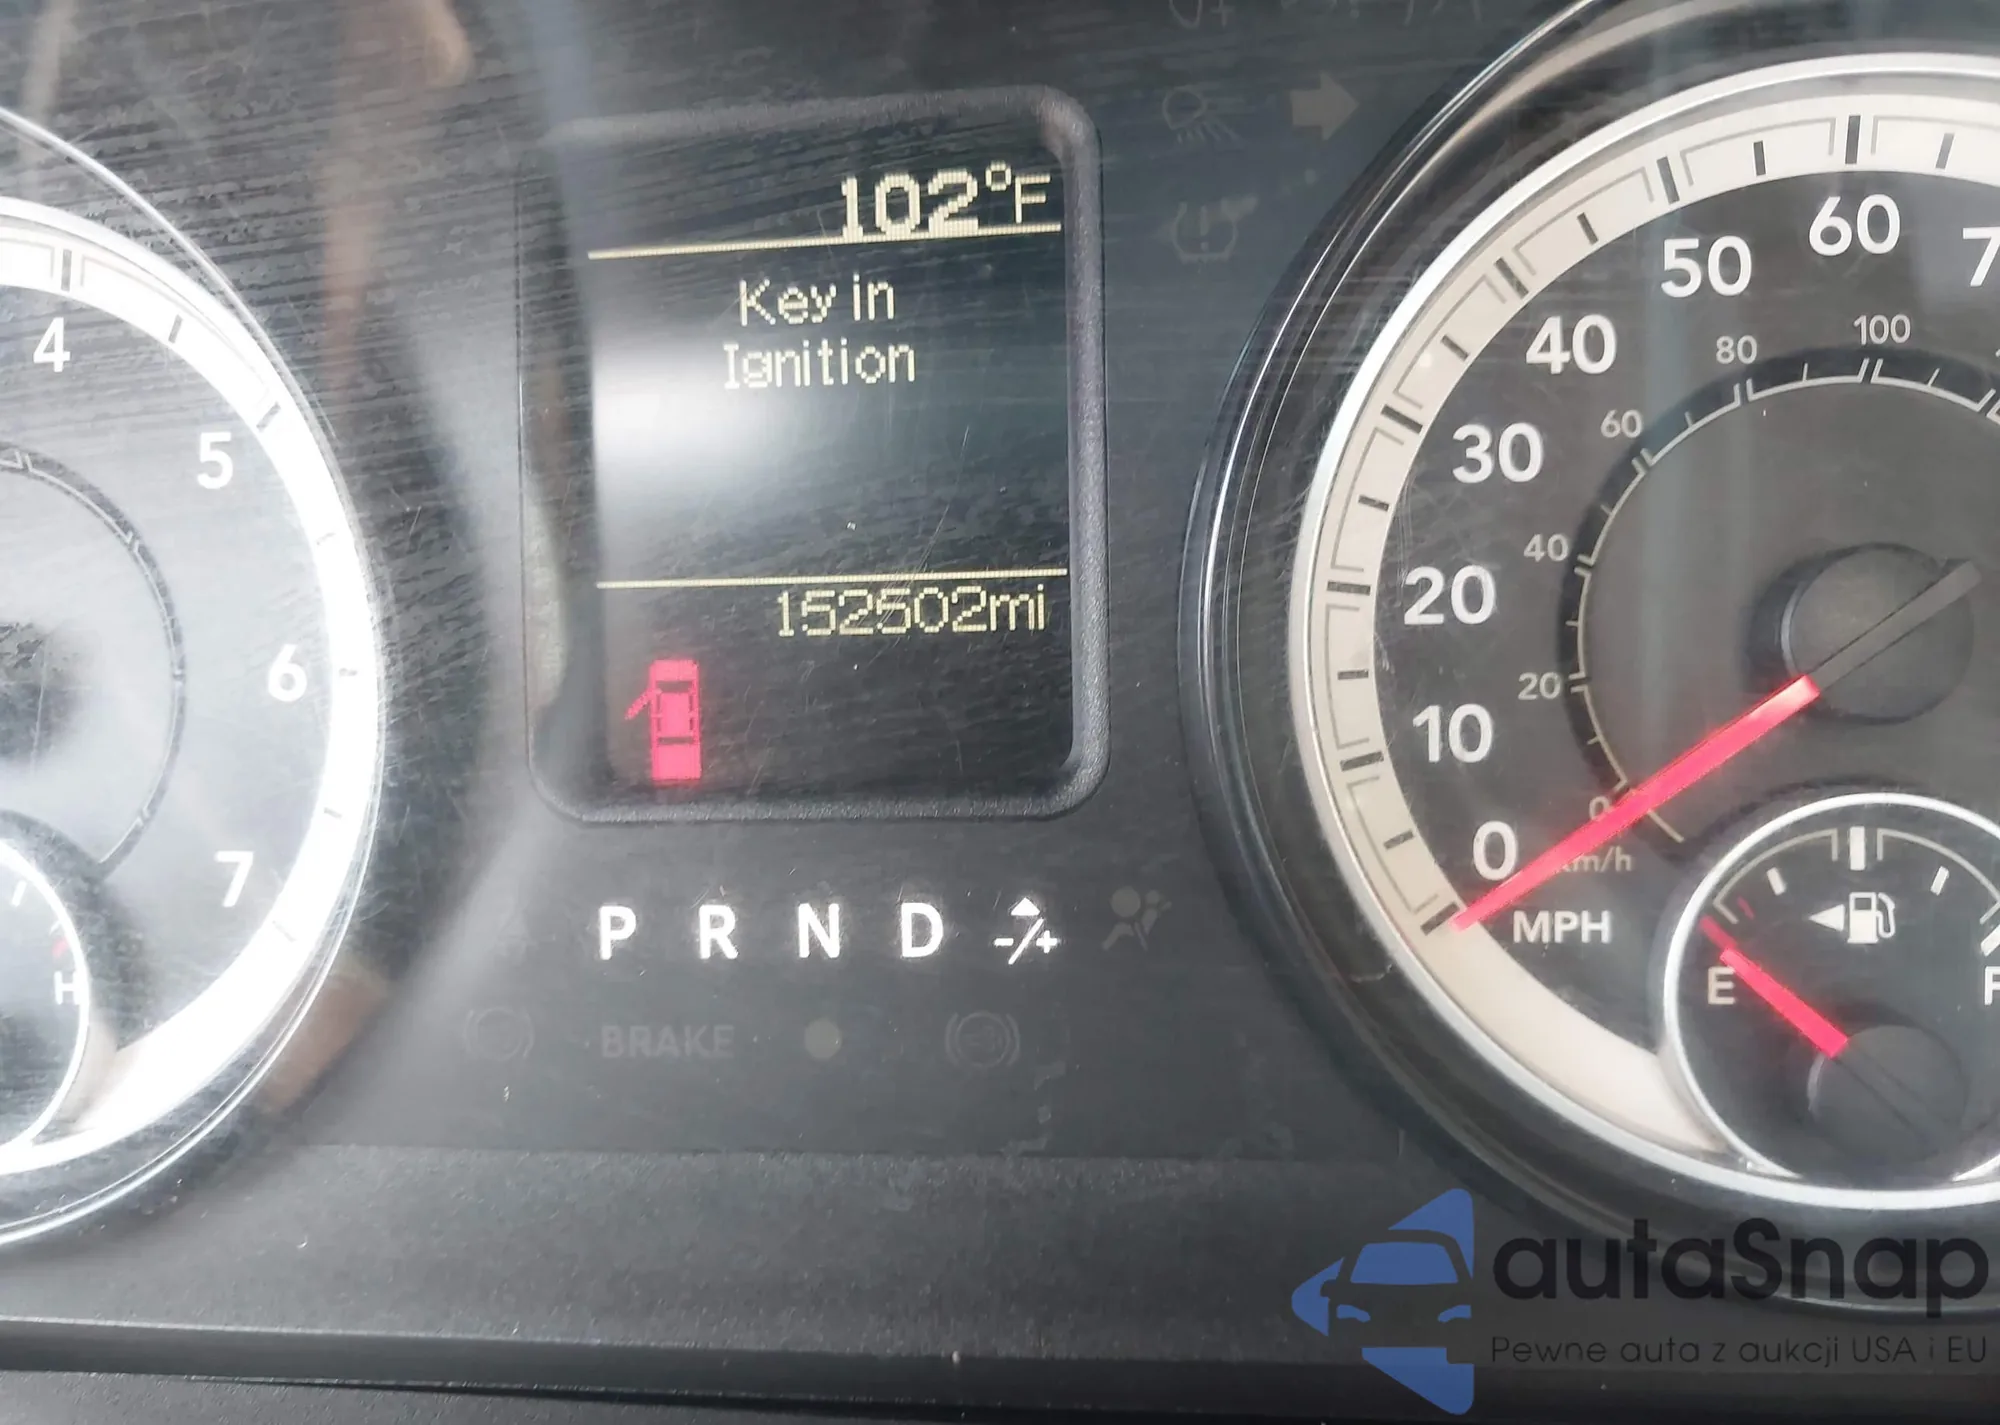 102°F
Key in
Ignition
152502mi
P R N D -/+
BRAKE
4
5
6
7
H
0
10
20
30
40
50
60
7
0
20
40
60
80
100
km/h
MPH
E
F
autaSnap
Pewne auta z aukcji USA i EU